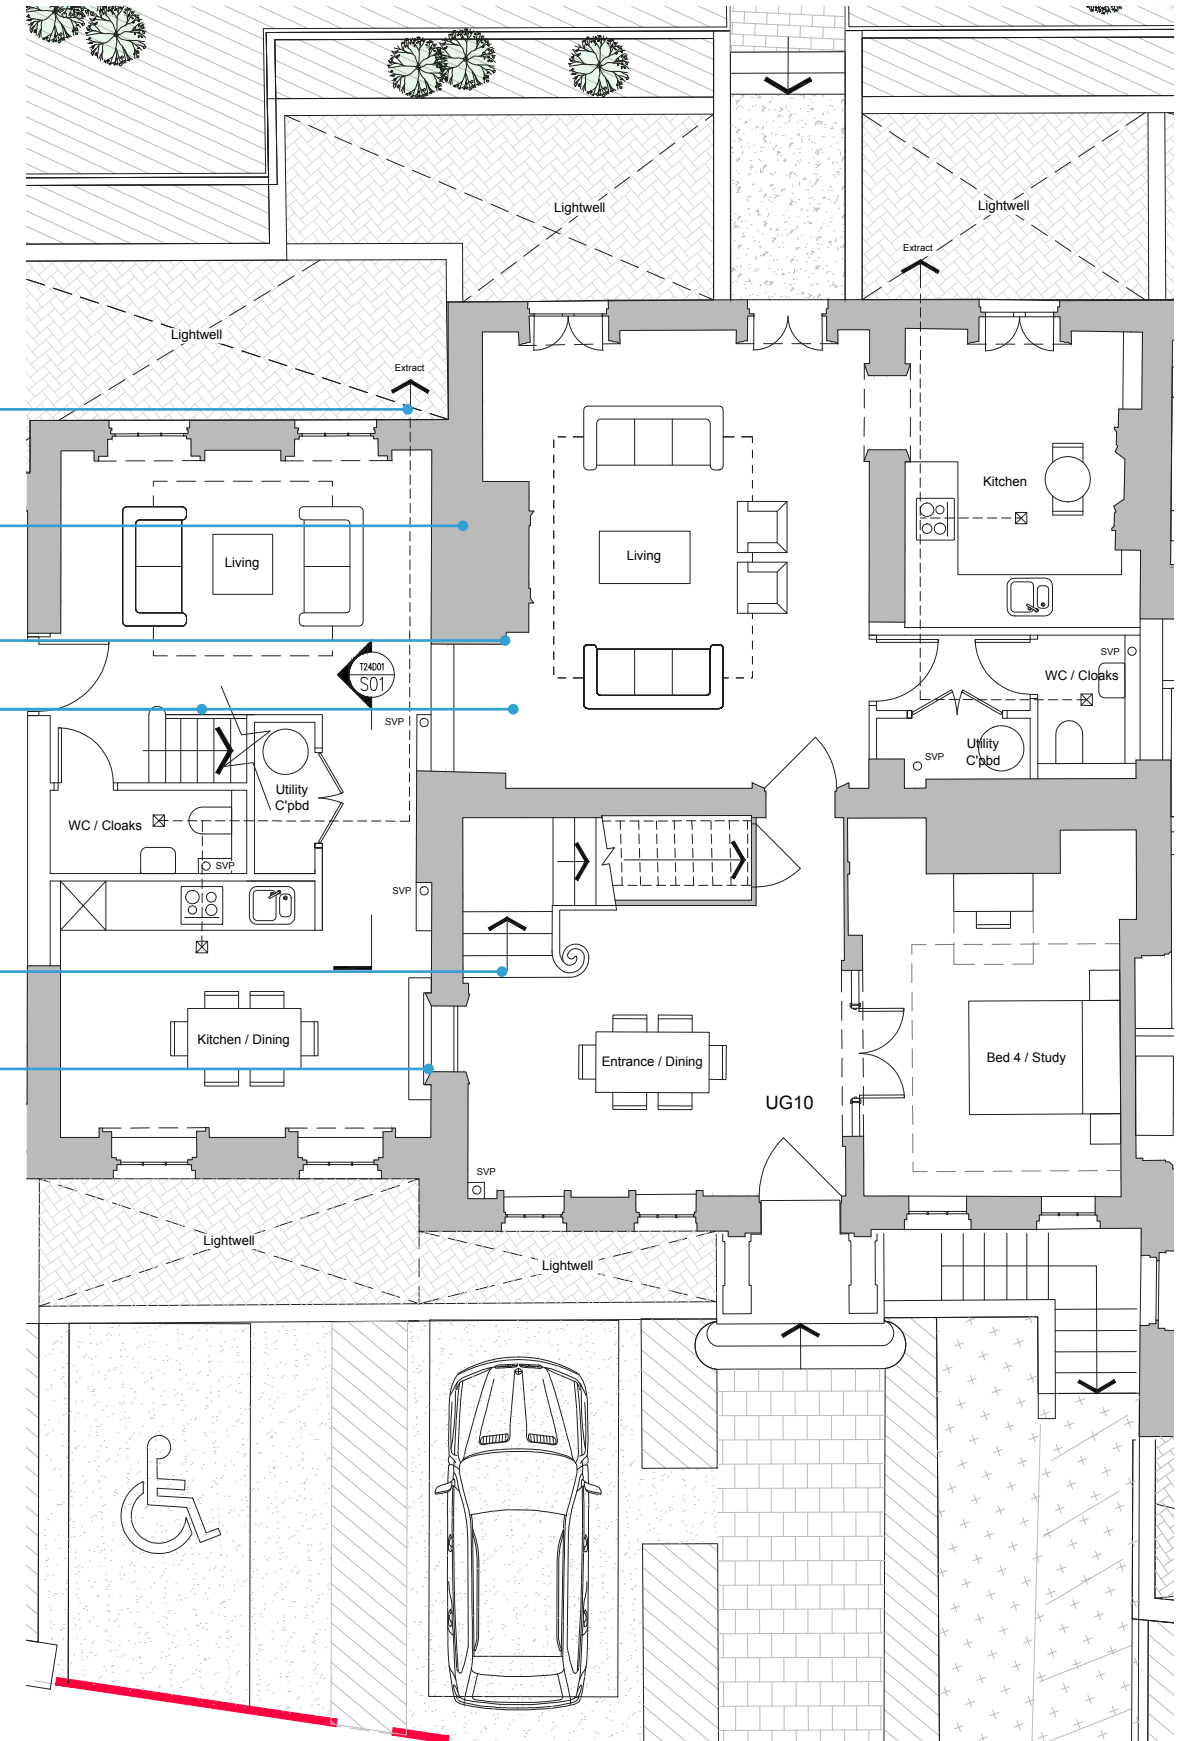 Lightwell
Lightwell
Extract
Lightwell
Extract
Kitchen
Living
Living
SVP
WC / Cloaks
T24D01
S01
SVP
Utility
C'pbd
SVP
Utility
C'pbd
WC / Cloaks
SVP
SVP
Kitchen / Dining
Entrance / Dining
Bed 4 / Study
UG10
SVP
Lightwell
Lightwell